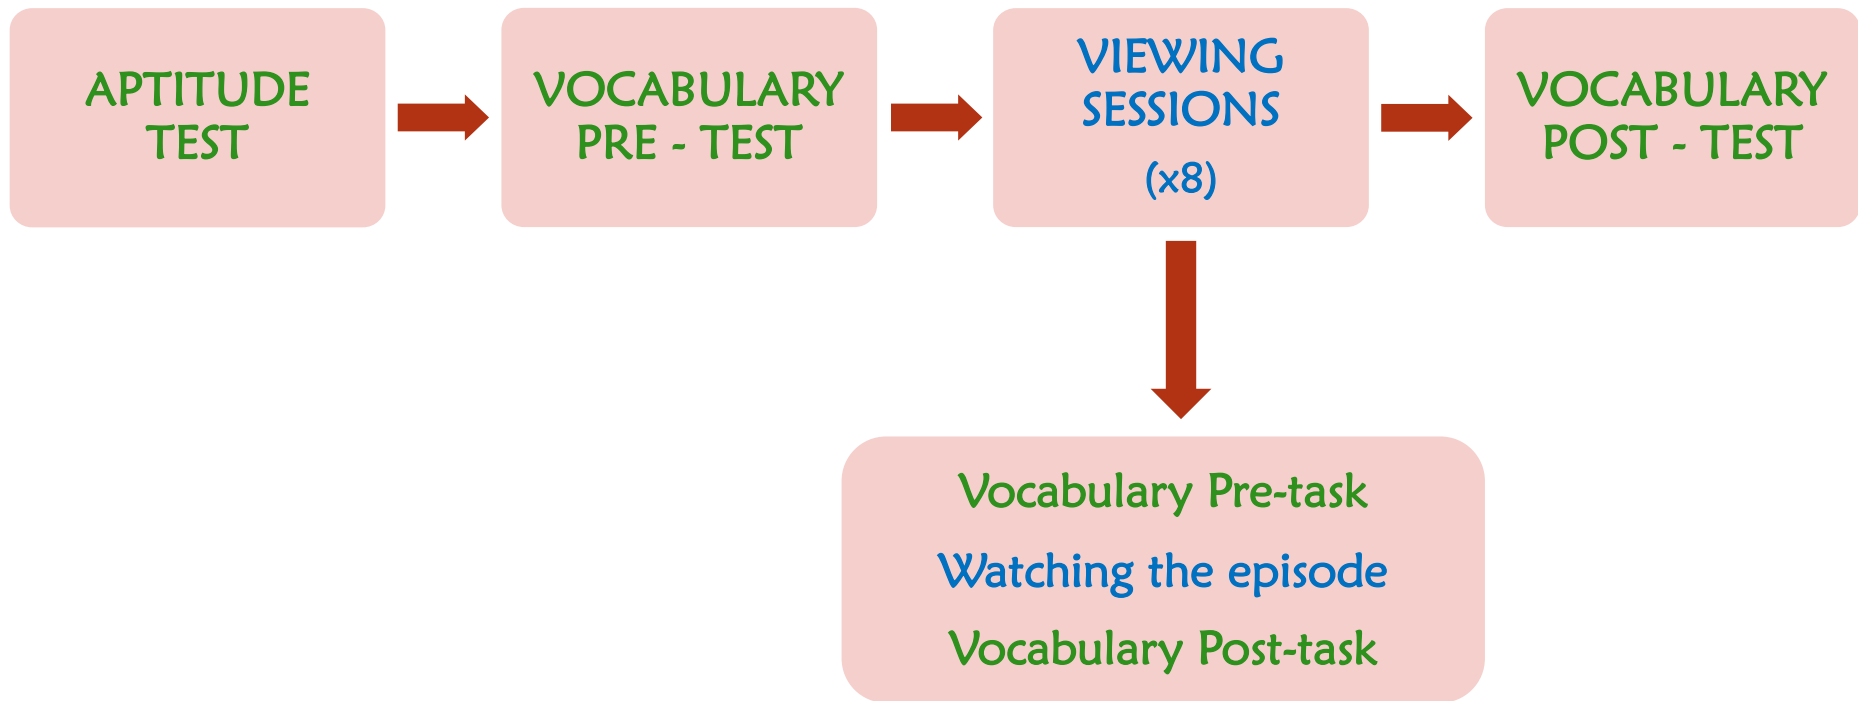 APTITUDE
TEST
VOCABULARY
PRE - TEST
VIEWING
SESSIONS
(x8)
VOCABULARY
POST - TEST
Vocabulary Pre-task
Watching the episode
Vocabulary Post-task